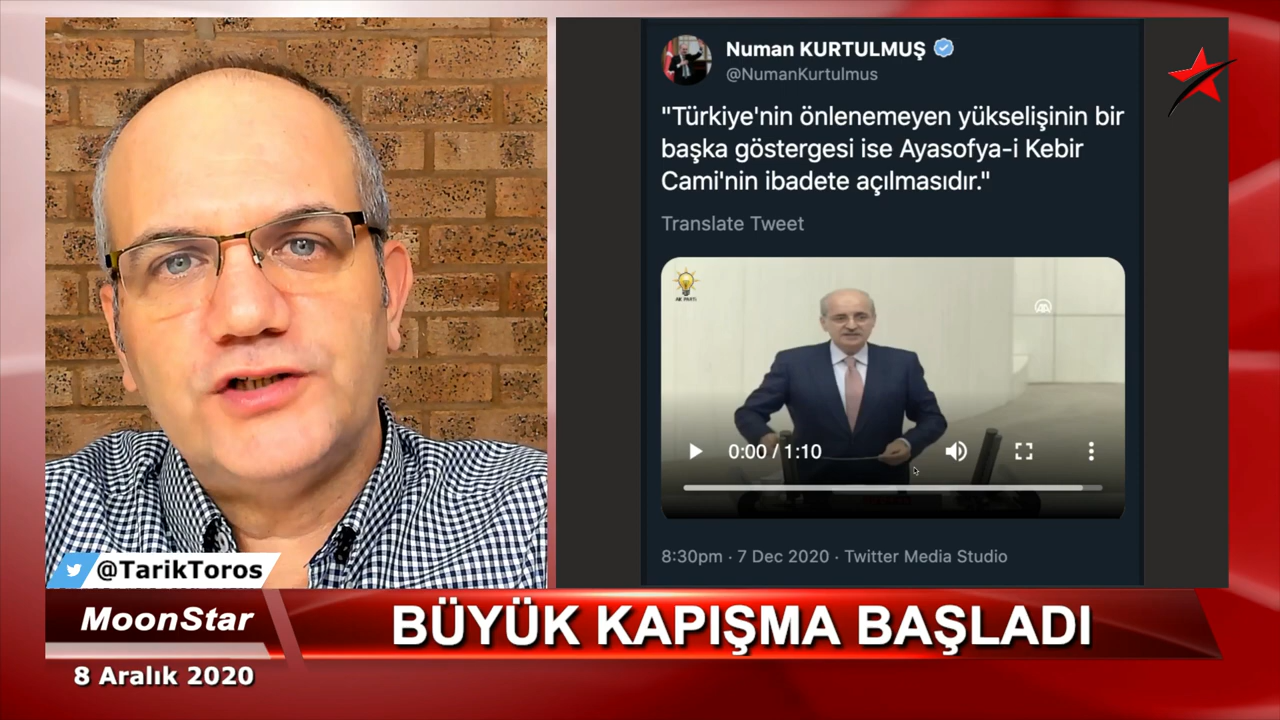 Numan KURTULMUŞ
@NumanKurtulmus
"Türkiye'nin önlenemeyen yükselişinin bir
başka göstergesi ise Ayasofya-i Kebir
Cami'nin ibadete açılmasıdır."
Translate Tweet
AK PARTİ
0:00 / 1:10
8:30pm · 7 Dec 2020 · Twitter Media Studio
@TarikToros
MoonStar
BÜYÜK KAPIŞMA BAŞLADI
8 Aralık 2020